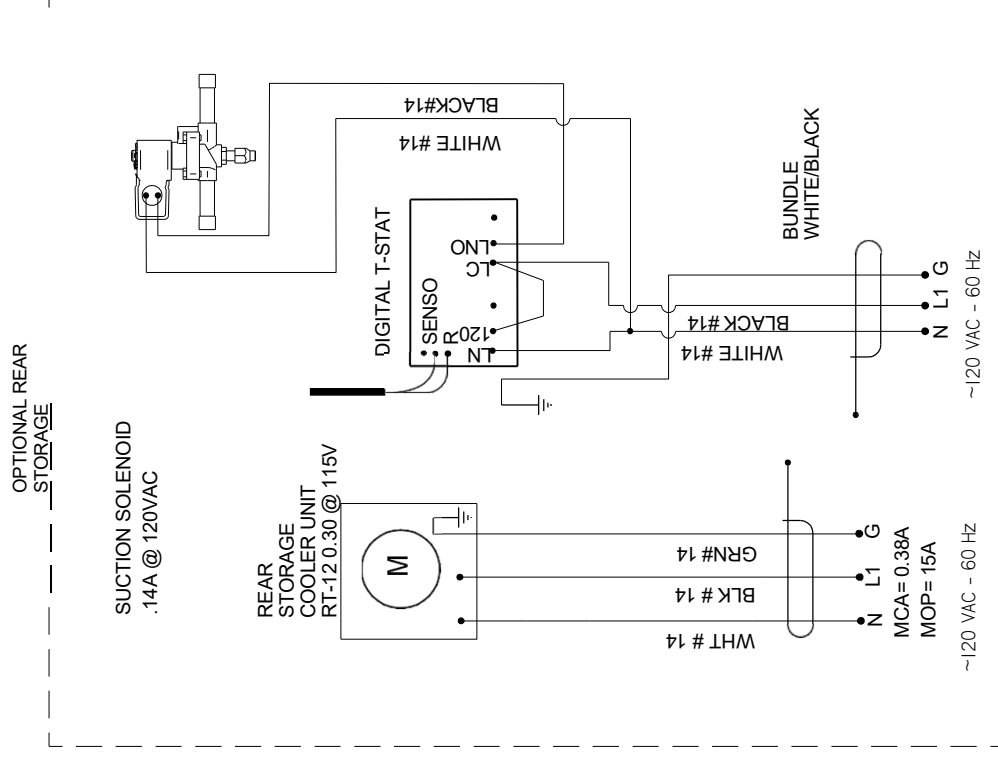 OPTIONAL REAR
STORAGE
SUCTION SOLENOID
.14A @ 120VAC
BLACK#14
WHITE #14
DIGITAL T-STAT
SENSO
R
LNO
LC
120
LN
BUNDLE
WHITE/BLACK
BLACK#14
WHITE #14
G
L1
N
~120 VAC - 60 Hz
REAR
STORAGE
COOLER UNIT
RT-12 0.30 @ 115V
M
GRN# 14
BLK # 14
WHT # 14
G
L1
N
MCA= 0.38A
MOP= 15A
~120 VAC - 60 Hz